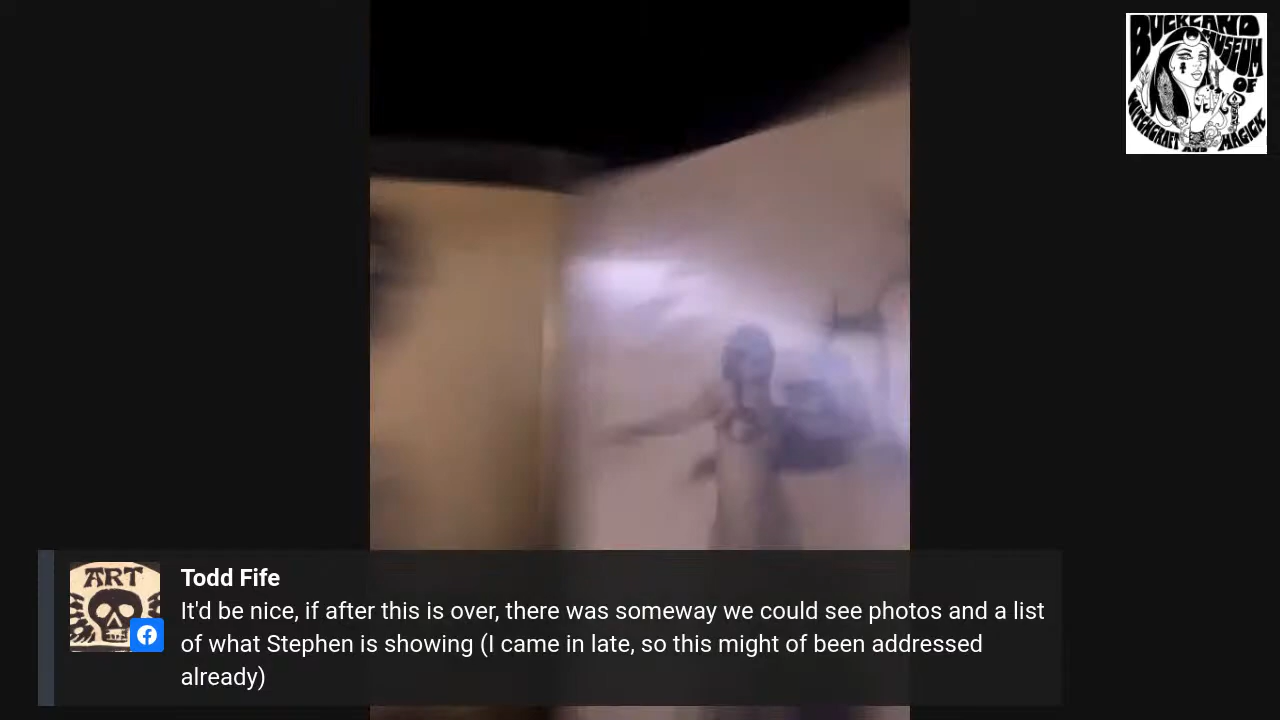 BUCKLAND
MUSEUM
OF
WITCHCRAFT
AND
MAGICK
ART
Todd Fife
It'd be nice, if after this is over, there was someway we could see photos and a list
of what Stephen is showing (I came in late, so this might of been addressed
already)